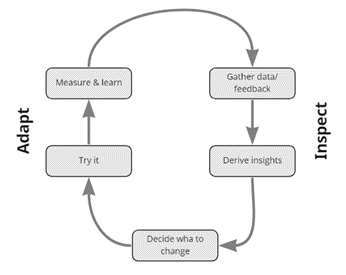 Measure & learn
Gather data/
feedback
Adapt
Inspect
Try it
Derive insights
Decide wha to
change